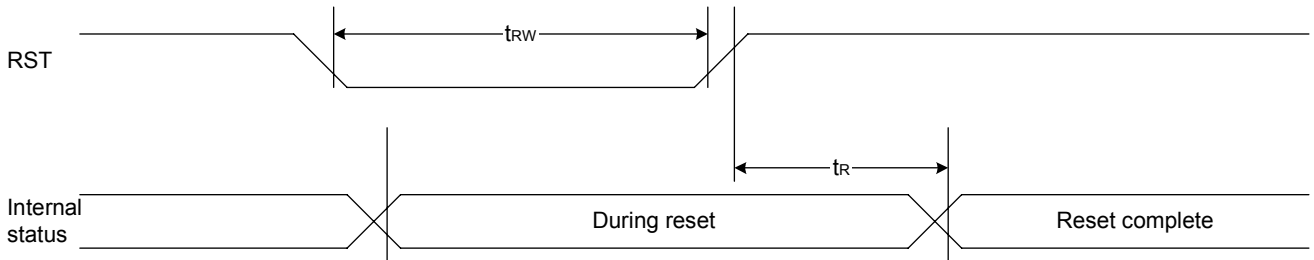 tRW
RST
tR
Internal
status
During reset
Reset complete